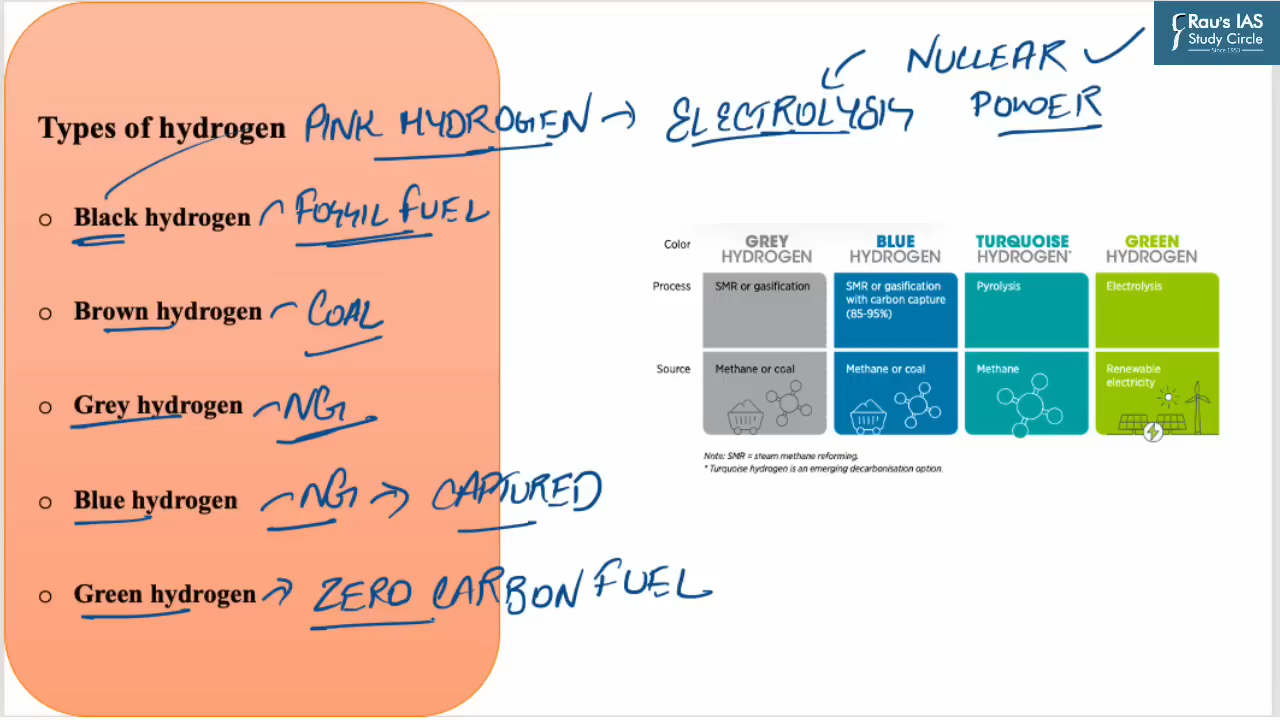 Rau's IAS
Study Circle
Since 1953
NUCLEAR
POWER
Types of hydrogen PINK HYDROGEN → ELECTROLYSIS
Black hydrogen FOSSIL FUEL
Brown hydrogen COAL
Grey hydrogen NG
Blue hydrogen NG → CAPTURED
Green hydrogen → ZERO CARBON FUEL
Color GREY HYDROGEN BLUE HYDROGEN TURQUOISE HYDROGEN* GREEN HYDROGEN
Process
SMR or gasification
SMR or gasification
with carbon capture
(85-95%)
Pyrolysis
Electrolysis
Source
Methane or coal
Methane or coal
Methane
Renewable
electricity
Note: SMR = steam methane reforming.
* Turquoise hydrogen is an emerging decarbonisation option.